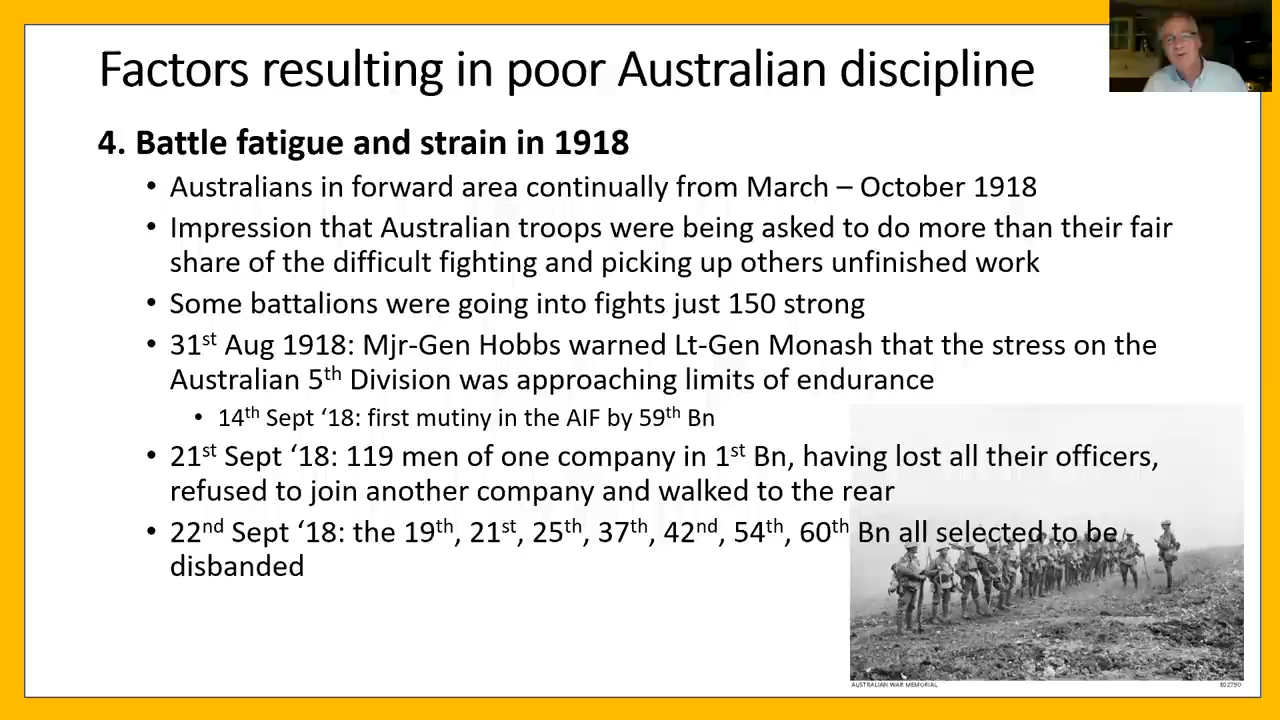 Factors resulting in poor Australian discipline
4. Battle fatigue and strain in 1918
• Australians in forward area continually from March – October 1918
• Impression that Australian troops were being asked to do more than their fair
share of the difficult fighting and picking up others unfinished work
• Some battalions were going into fights just 150 strong
• 31st Aug 1918: Mjr-Gen Hobbs warned Lt-Gen Monash that the stress on the
Australian 5th Division was approaching limits of endurance
• 14th Sept ‘18: first mutiny in the AIF by 59th Bn
• 21st Sept ‘18: 119 men of one company in 1st Bn, having lost all their officers,
refused to join another company and walked to the rear
• 22nd Sept ‘18: the 19th, 21st, 25th, 37th, 42nd, 54th, 60th Bn all selected to be
disbanded
AUSTRALIAN WAR MEMORIAL
E02790